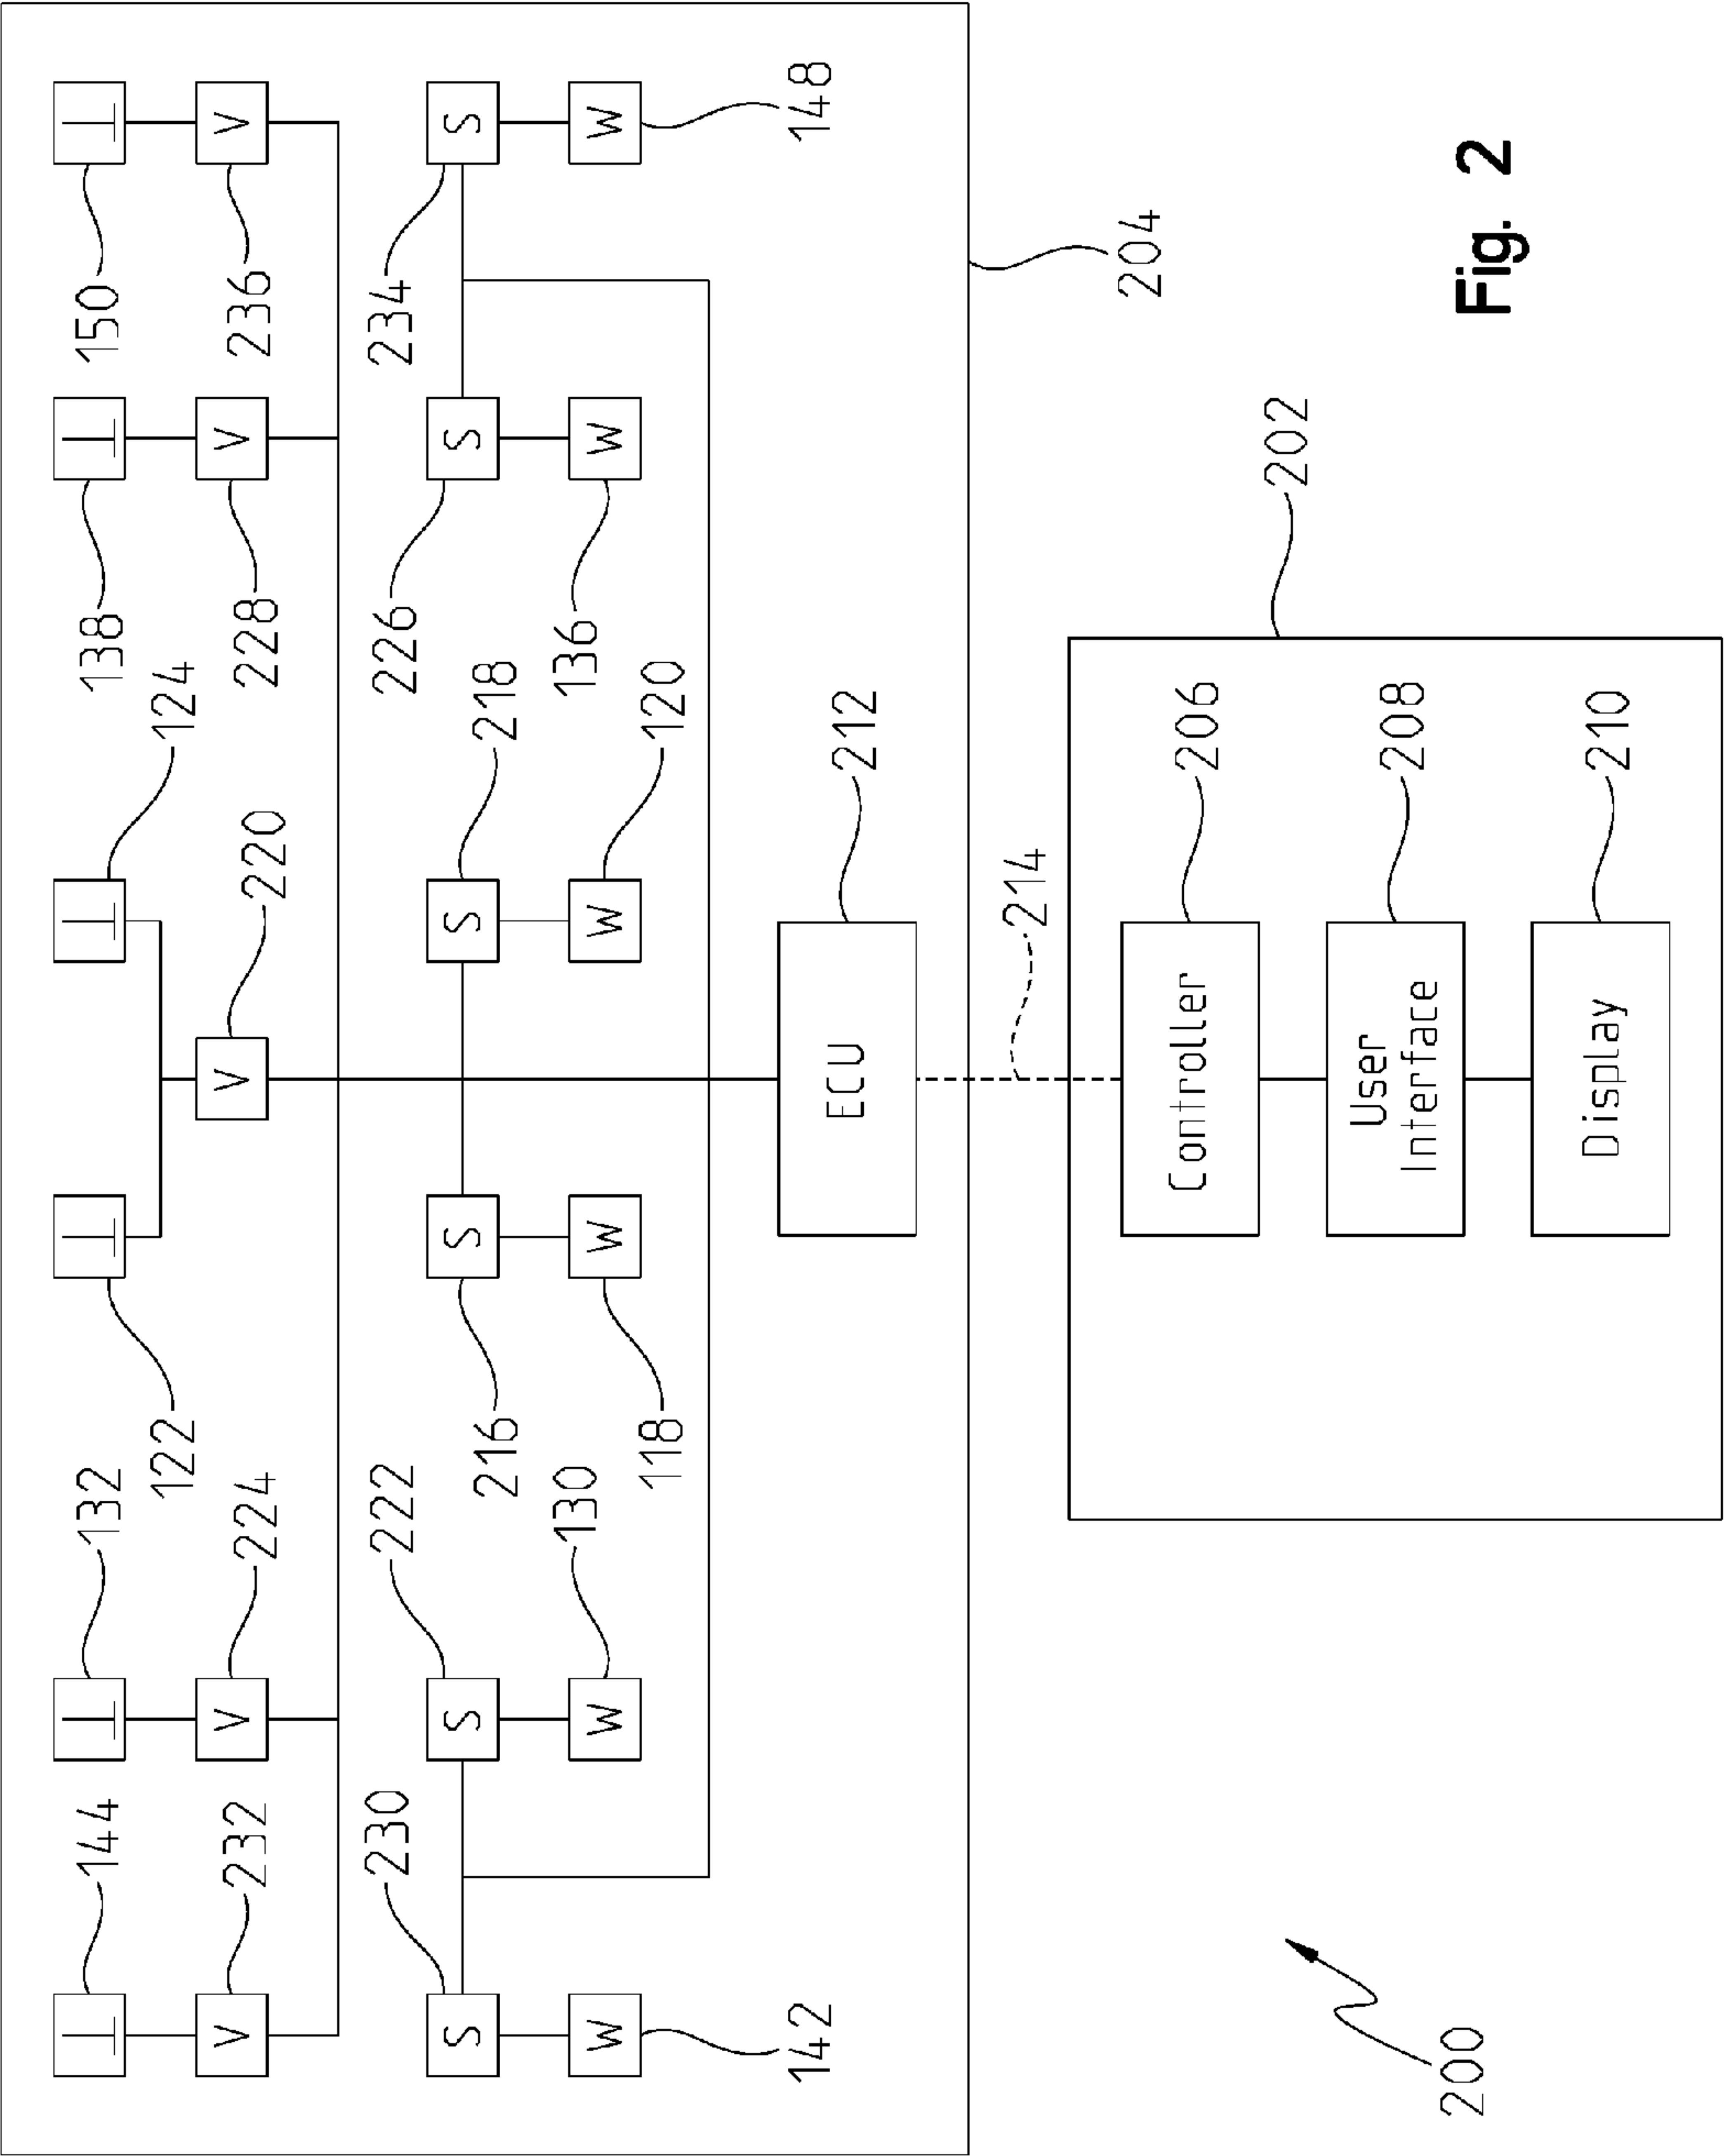 144 132 138 150
122 124
V V V V V
232 224 220 228 236
230 222 226 234
S S S S S S
216 218
130 136
W W W W W W
118 120
142 148
ECU 212
204
214
Controller 206
202
User
Interface
208
200
Fig. 2
Display 210